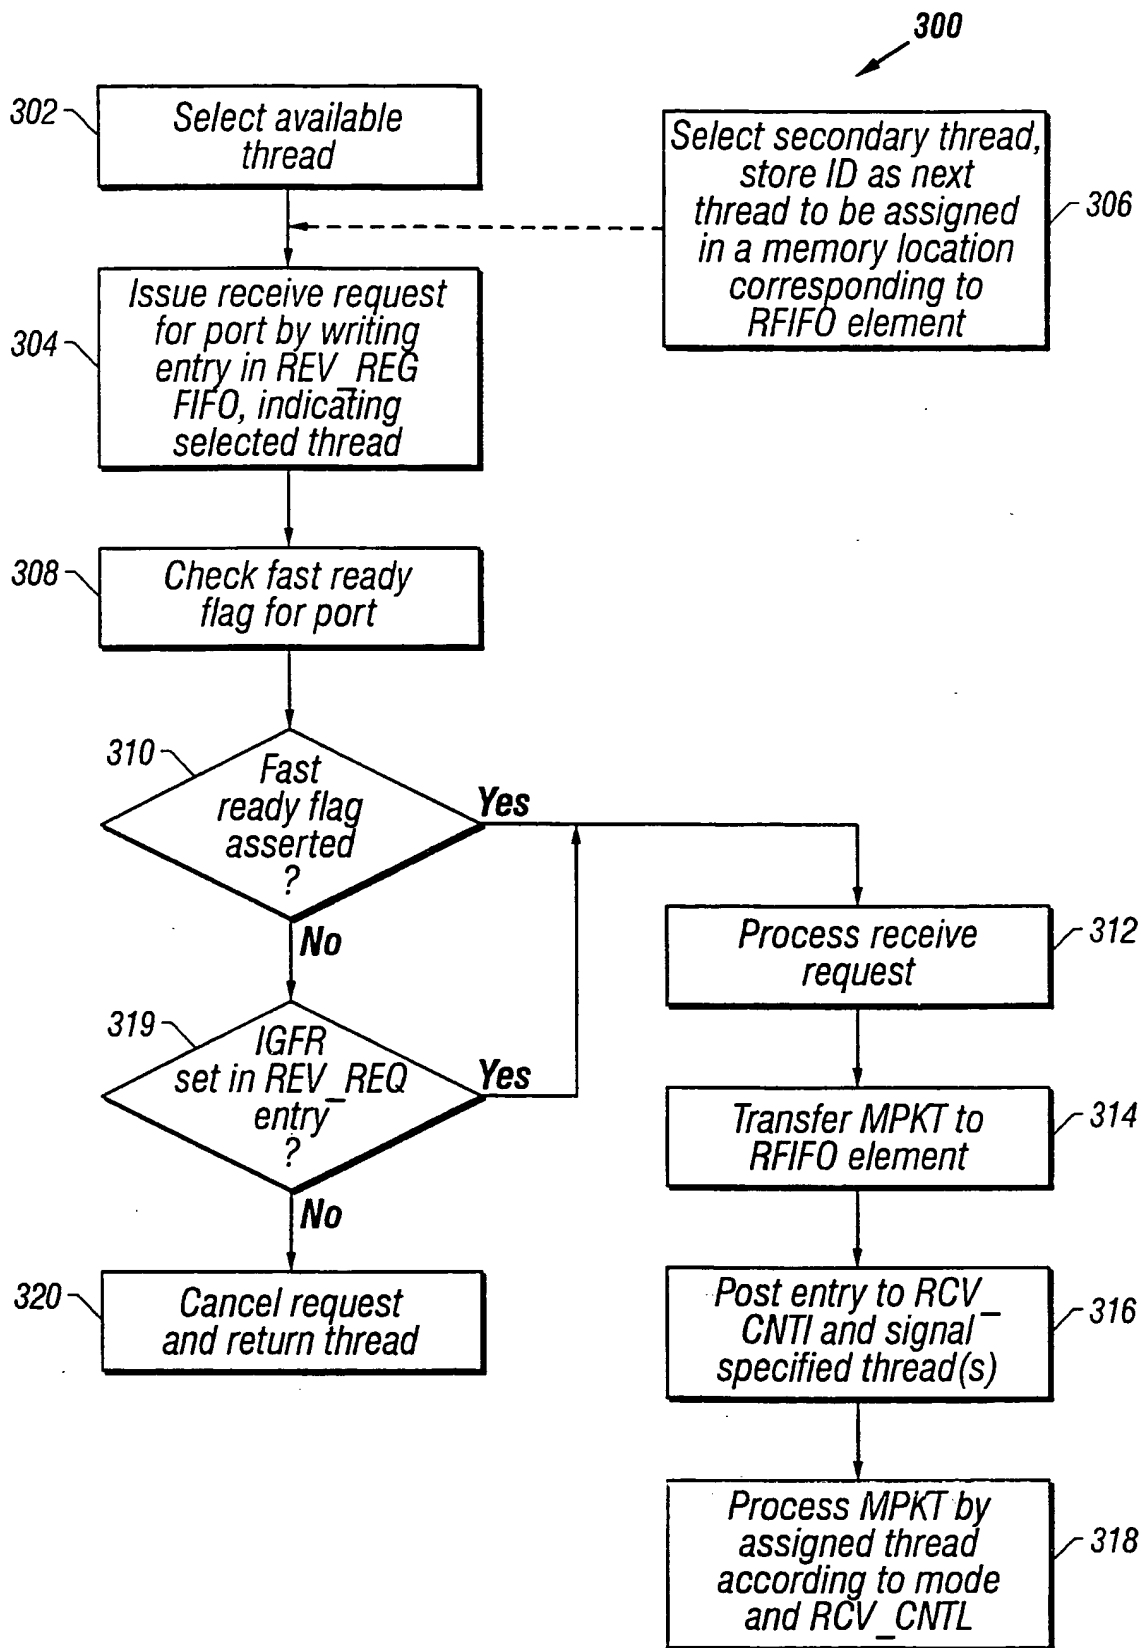 300
302
Select available
thread
Select secondary thread,
store ID as next
thread to be assigned
in a memory location
corresponding to
RFIFO element
306
304
Issue receive request
for port by writing
entry in REV_REG
FIFO, indicating
selected thread
308
Check fast ready
flag for port
310
Fast
ready flag
asserted
?
Yes
No
312
Process receive
request
319
IGFR
set in REV_REQ
entry
?
Yes
No
314
Transfer MPKT to
RFIFO element
320
Cancel request
and return thread
316
Post entry to RCV_
CNTI and signal
specified thread(s)
318
Process MPKT by
assigned thread
according to mode
and RCV_CNTL